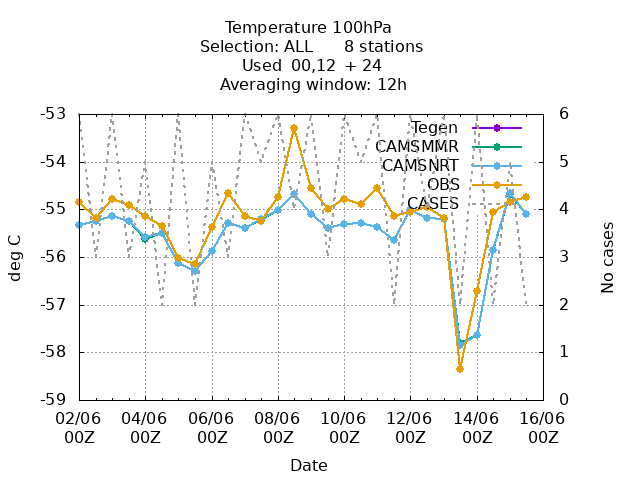 Temperature 100hPa
Selection: ALL 8 stations
Used 00,12 + 24
Averaging window: 12h
-53 6
Tegen
CAMSMMR
-54 5
CAMSNRT
OBS
CASES
-55 4
-56 3
deg C
No cases
-57 2
-58 1
-59 0
02/06 04/06 06/06 08/06 10/06 12/06 14/06 16/06
00Z 00Z 00Z 00Z 00Z 00Z 00Z 00Z
Date